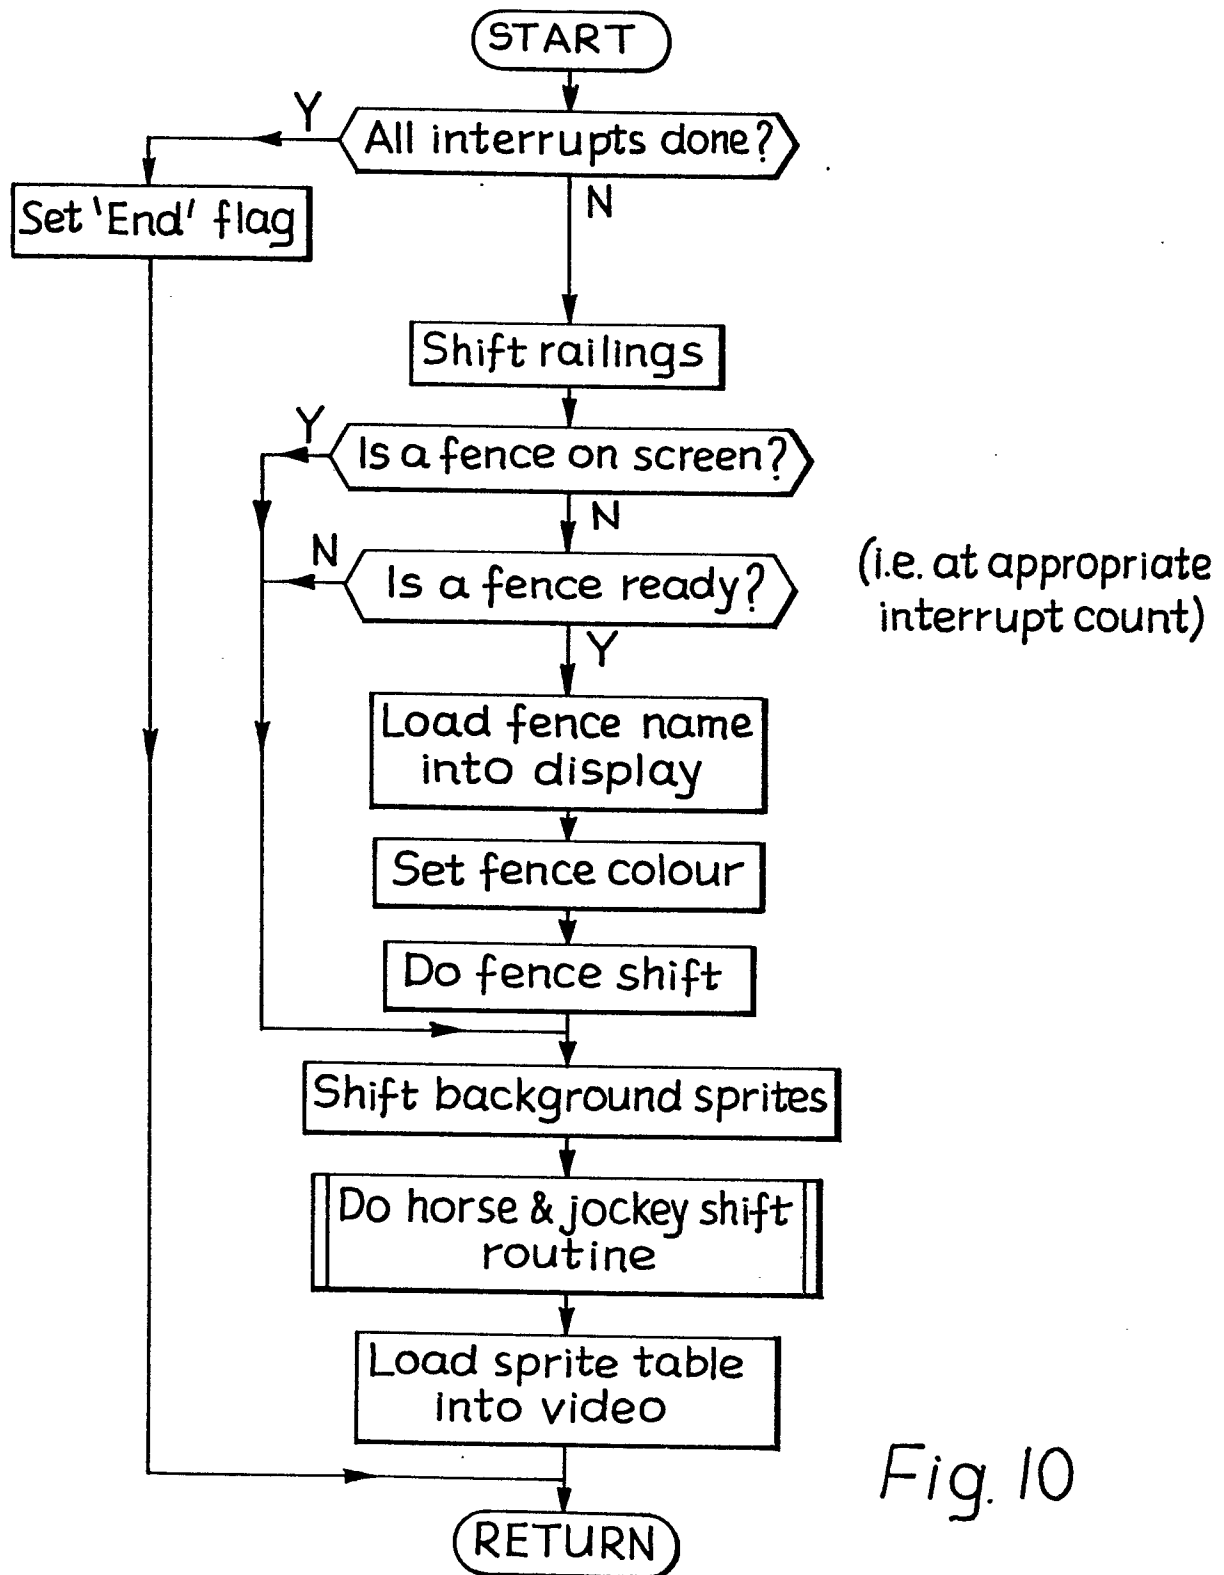 START
Y
All interrupts done?
N
Set 'End' flag
Shift railings
Y
Is a fence on screen?
N
N
Is a fence ready?
(i.e. at appropriate
interrupt count)
Y
Load fence name
into display
Set fence colour
Do fence shift
Shift background sprites
Do horse & jockey shift
routine
Load sprite table
into video
Fig. 10
RETURN